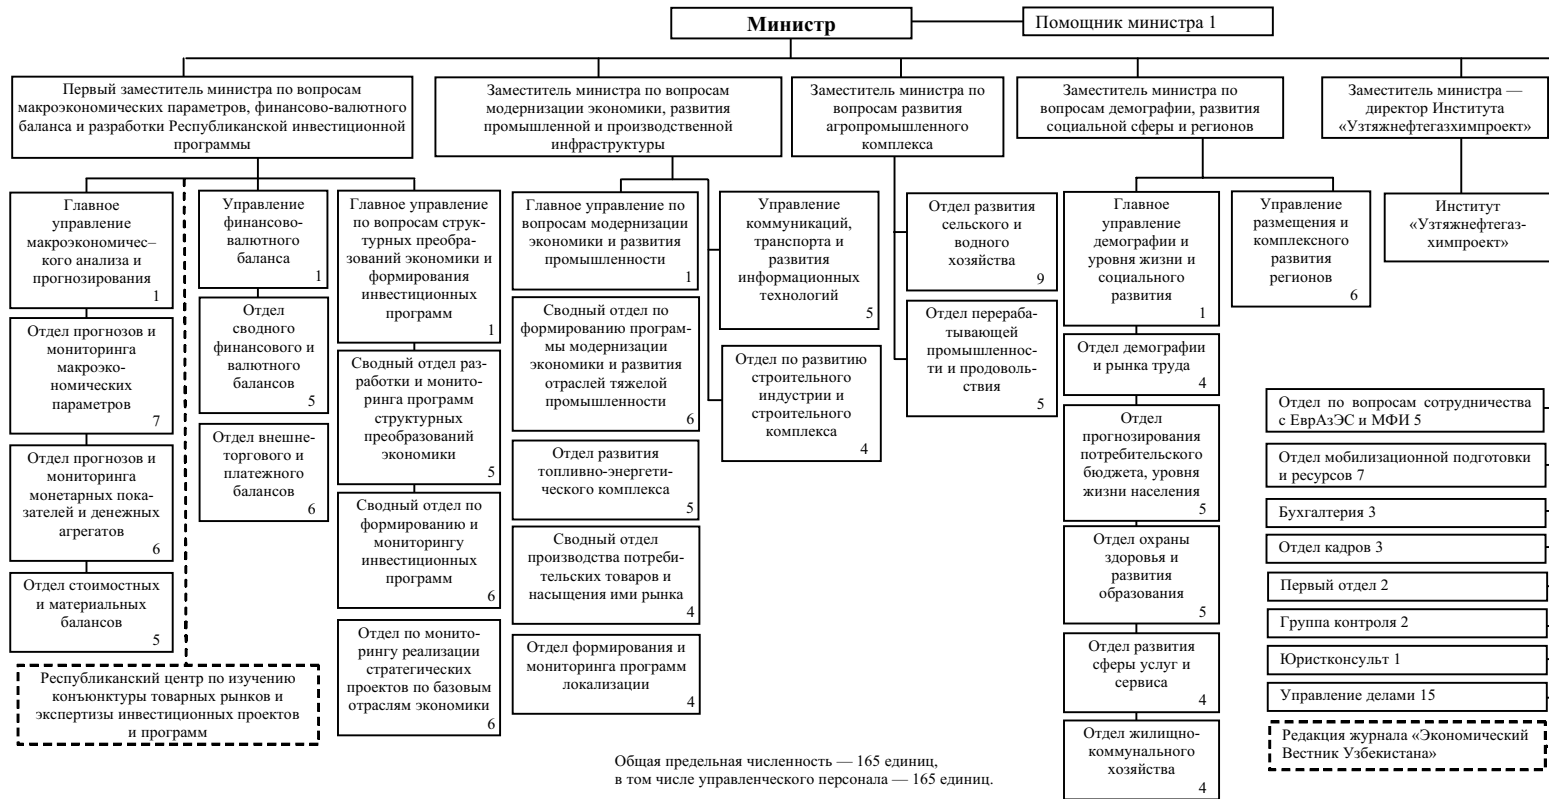 Министр
Помощник министра 1
Первый заместитель министра по вопросам
макроэкономических параметров, финансово-валютного
баланса и разработки Республиканской инвестиционной
программы
Заместитель министра по вопросам
модернизации экономики, развития
промышленной и производственной
инфраструктуры
Заместитель министра по
вопросам развития
агропромышленного
комплекса
Заместитель министра по
вопросам демографии, развития
социальной сферы и регионов
Заместитель министра —
директор Института
«Узтяжнефтегазхимпроект»
Главное
управление
макроэкономичес–
кого анализа и
прогнозирования
1
Отдел прогнозов и
мониторинга
макроэко-
номических
параметров
7
Отдел прогнозов и
мониторинга
монетарных пока-
зателей и денежных
агрегатов
6
Отдел стоимостных
и материальных
балансов
5
Республиканский центр по изучению
конъюнктуры товарных рынков и
экспертизы инвестиционных проектов
и программ
Управление
финансово-
валютного
баланса
1
Отдел
сводного
финансового и
валютного
балансов
5
Отдел внешне-
торгового и
платежного
балансов
6
Главное управление
по вопросам струк-
турных преобра-
зований экономики и
формирования
инвестиционных
программ
1
Сводный отдел раз-
работки и монито-
ринга программ
структурных
преобразований
экономики
5
Сводный отдел по
формированию и
мониторингу
инвестиционных
программ
6
Отдел по монито-
рингу реализации
стратегических
проектов по базовым
отраслям экономики
6
Главное управление по
вопросам модернизации
экономики и развития
промышленности
1
Сводный отдел по
формированию програм-
мы модернизации
экономики и развития
отраслей тяжелой
промышленности
6
Отдел развития
топливно-энергети-
ческого комплекса
5
Сводный отдел
производства потреби-
тельских товаров и
насыщения ими рынка
4
Отдел формирования и
мониторинга программ
локализации
4
Управление
коммуникаций,
транспорта и
развития
информационных
технологий
5
Отдел по развитию
строительного
индустрии и
строительного
комплекса
4
Отдел развития
сельского и
водного
хозяйства
9
Отдел перераба-
тывающей
промышленнос-
ти и продоволь-
ствия
5
Главное
управление
демографии и
уровня жизни и
социального
развития
1
Отдел демографии
и рынка труда
4
Отдел
прогнозирования
потребительского
бюджета, уровня
жизни населения
5
Отдел охраны
здоровья и
развития
образования
5
Отдел развития
сферы услуг и
сервиса
4
Отдел жилищно-
коммунального
хозяйства
4
Управление
размещения и
комплексного
развития
регионов
6
Институт
«Узтяжнефтегаз-
химпроект»
Отдел по вопросам сотрудничества
с ЕврАзЭС и МФИ 5
Отдел мобилизационной подготовки
и ресурсов 7
Бухгалтерия 3
Отдел кадров 3
Первый отдел 2
Группа контроля 2
Юристконсульт 1
Управление делами 15
Редакция журнала «Экономический
Вестник Узбекистана»
Общая предельная численность — 165 единиц,
в том числе управленческого персонала — 165 единиц.